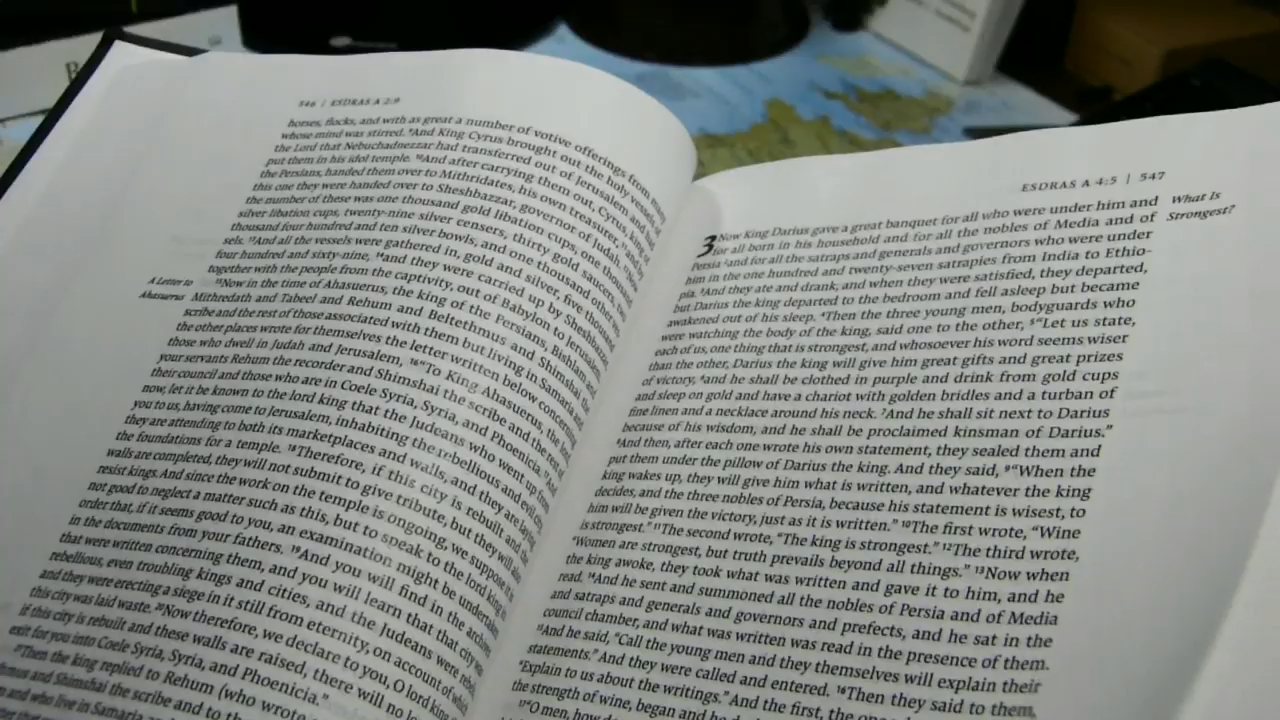 546 | ESDRAS A 2:9
horses, flocks, and with as great a number of votive offerings from many
whose mind was stirred. ⁹And King Cyrus brought out the holy vessels of
the Lord that Nebuchadnezzar had transferred out of Jerusalem and had
put them in his idol temple. ¹⁰And after carrying them out, Cyrus, king of
the Persians, handed them over to Mithridates, his own treasurer, ¹¹and by
this one they were handed over to Sheshbazzar, governor of Judah. ¹²Now
the number of these was one thousand gold libation cups, one thousand
silver libation cups, twenty-nine silver censers, thirty gold saucers, two
thousand four hundred and ten silver bowls, and one thousand other ves-
sels. ¹³And all the vessels were gathered in, gold and silver, five thousand
four hundred and sixty-nine, ¹⁴and they were carried up by Sheshbazzar
together with the people from the captivity, out of Babylon to Jerusalem.
A Letter to
Ahasuerus
¹⁵Now in the time of Ahasuerus, the king of the Persians, Bishlam and
Mithredath and Tabeel and Rehum and Beltethmus and Shimshai the
scribe and the rest of those associated with them but living in Samaria and
the other places wrote for themselves the letter written below concerning
those who dwell in Judah and Jerusalem, ¹⁶"To King Ahasuerus, the lord,
your servants Rehum the recorder and Shimshai the scribe and the rest of
their council and those who are in Coele Syria, Syria, and Phoenicia. ¹⁷And
now, let it be known to the lord king that the Judeans who went up from
you to us, having come to Jerusalem, inhabiting the rebellious and evil city,
they are attending to both its marketplaces and walls, and they are laying
the foundations for a temple. ¹⁸Therefore, if this city is rebuilt and the
walls are completed, they will not submit to give tribute, but they will also
resist kings. And since the work on the temple is ongoing, we suppose it is
not good to neglect a matter such as this, but to speak to the lord king in
order that, if it seems good to you, an examination might be undertaken
in the documents from your fathers. ¹⁹And you will find in the archives
that were written concerning them, and you will learn that that city was
rebellious, even troubling kings and cities, and the Judeans were rebels
and they were erecting a siege in it still from eternity, on account of which
this city was laid waste. ²⁰Now therefore, we declare to you, O lord king,
if this city is rebuilt and these walls are raised, there will no
exit for you into Coele Syria, Syria, and Phoenicia."
²¹Then the king replied to Rehum (who wrote
and Shimshai the scribe and to the
and who live in Samaria and
ESDRAS A 4:5 | 547
What Is
Strongest?
3 Now King Darius gave a great banquet for all who were under him and
for all born in his household and for all the nobles of Media and of
Persia ²and for all the satraps and generals and governors who were under
him in the one hundred and twenty-seven satrapies from India to Ethio-
pia. ³And they ate and drank, and when they were satisfied, they departed,
but Darius the king departed to the bedroom and fell asleep but became
awakened out of his sleep. ⁴Then the three young men, bodyguards who
were watching the body of the king, said one to the other, ⁵"Let us state,
each of us, one thing that is strongest, and whosoever his word seems wiser
than the other, Darius the king will give him great gifts and great prizes
of victory, ⁶and he shall be clothed in purple and drink from gold cups
and sleep on gold and have a chariot with golden bridles and a turban of
fine linen and a necklace around his neck. ⁷And he shall sit next to Darius
because of his wisdom, and he shall be proclaimed kinsman of Darius."
⁸And then, after each one wrote his own statement, they sealed them and
put them under the pillow of Darius the king. And they said, ⁹"When the
king wakes up, they will give him what is written, and whatever the king
decides, and the three nobles of Persia, because his statement is wisest, to
him will be given the victory, just as it is written." ¹⁰The first wrote, "Wine
is strongest." ¹¹The second wrote, "The king is strongest." ¹²The third wrote,
"Women are strongest, but truth prevails beyond all things." ¹³Now when
the king awoke, they took what was written and gave it to him, and he
read. ¹⁴And he sent and summoned all the nobles of Persia and of Media
and satraps and generals and governors and prefects, and he sat in the
council chamber, and what was written was read in the presence of them.
¹⁵And he said, "Call the young men and they themselves will explain their
statements." And they were called and entered. ¹⁶Then they said to them,
"Explain to us about the writings." And the first, the one
the strength of wine, began and he
¹⁷"O men, how do